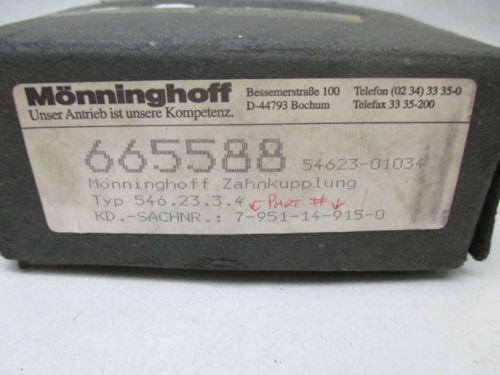 Mönninghoff
Unser Antrieb ist unsere Kompetenz.
Bessemerstraße 100 Telefon (02 34) 33 35-0
D-44793 Bochum Telefax 33 35-200
665588 54623-01034
Mönninghoff Zahnkupplung
Typ 546.23.3.4 ← PART # ↓
KD.-SACHNR.: 7-951-14-915-0